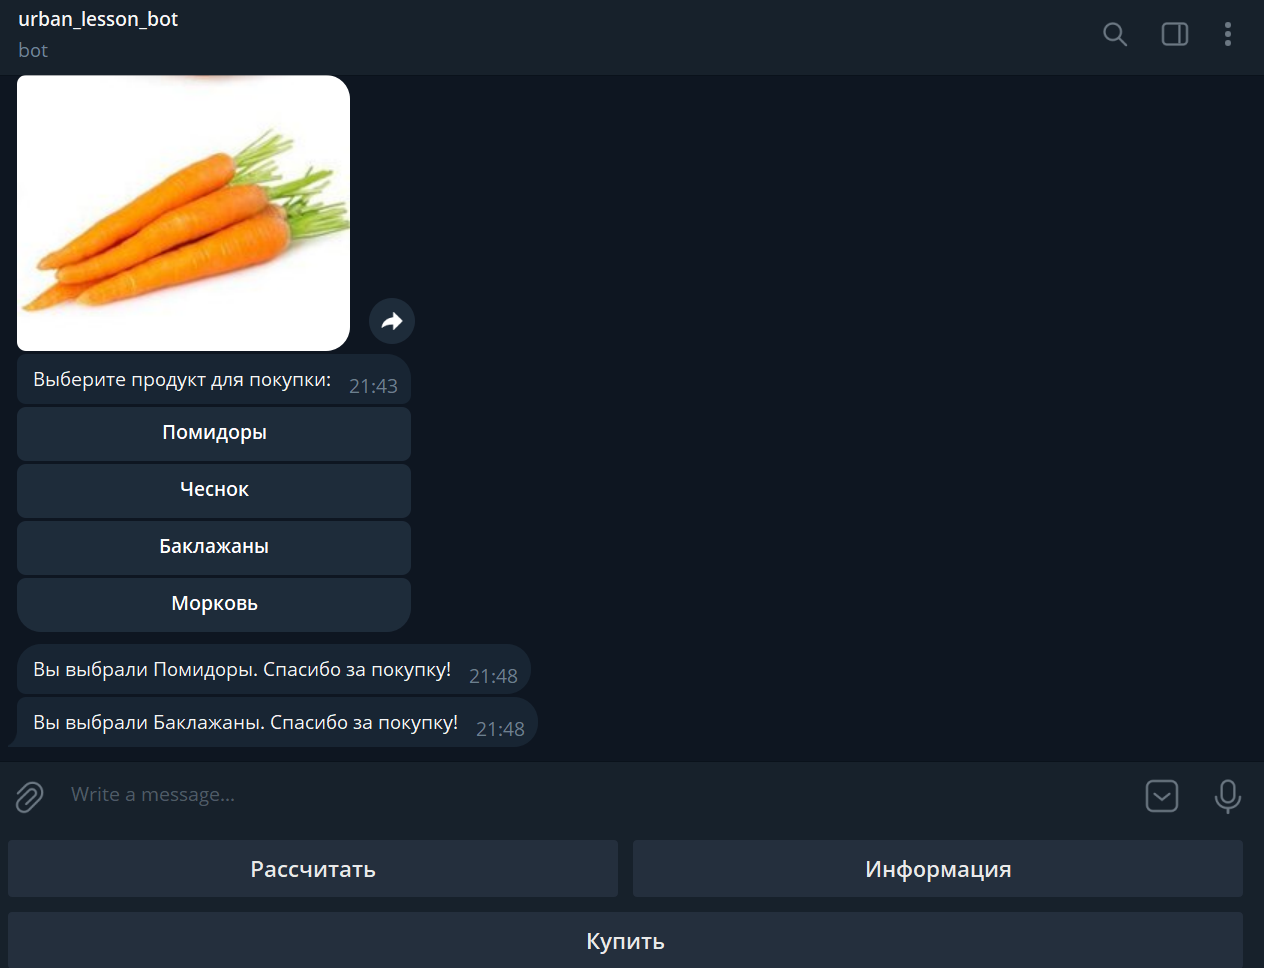 urban_lesson_bot
bot
Выберите продукт для покупки: 21:43
Помидоры
Чеснок
Баклажаны
Морковь
Вы выбрали Помидоры. Спасибо за покупку! 21:48
Вы выбрали Баклажаны. Спасибо за покупку! 21:48
Write a message...
Рассчитать Информация
Купить